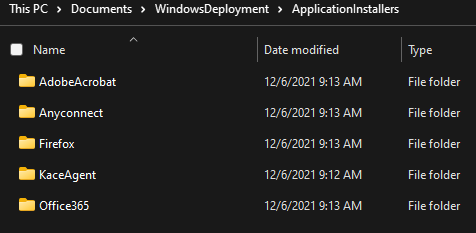 This PC > Documents > WindowsDeployment > ApplicationInstallers
Name Date modified Type
AdobeAcrobat 12/6/2021 9:13 AM File folder
Anyconnect 12/6/2021 9:13 AM File folder
Firefox 12/6/2021 9:13 AM File folder
KaceAgent 12/6/2021 9:12 AM File folder
Office365 12/6/2021 9:13 AM File folder